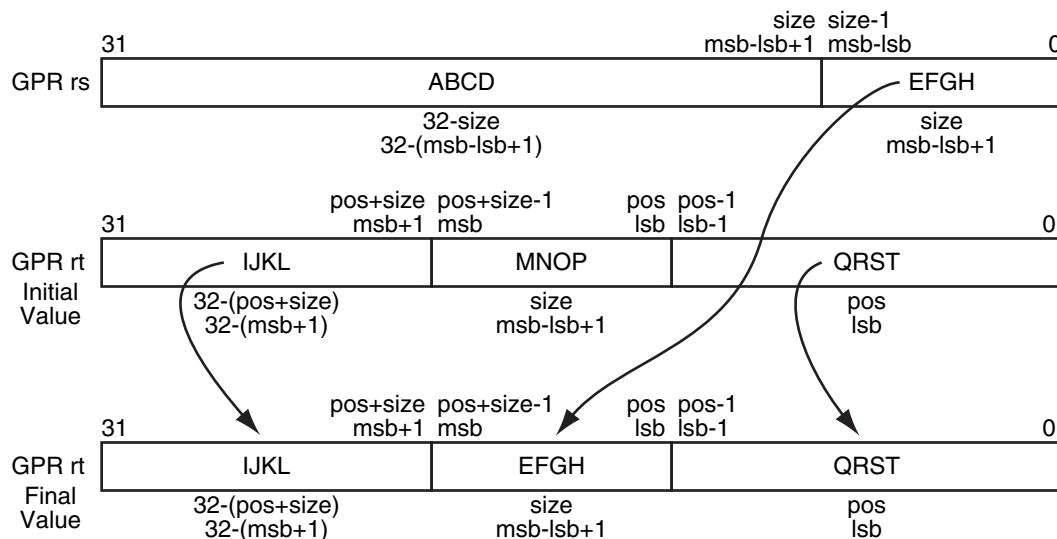 size size-1
31 msb-lsb+1 msb-lsb 0
GPR rs ABCD EFGH
32-size size
32-(msb-lsb+1) msb-lsb+1
pos+size pos+size-1 pos pos-1
31 msb+1 msb lsb lsb-1 0
GPR rt IJKL MNOP QRST
Initial 32-(pos+size) size pos
Value 32-(msb+1) msb-lsb+1 lsb
pos+size pos+size-1 pos pos-1
31 msb+1 msb lsb lsb-1 0
GPR rt IJKL EFGH QRST
Final 32-(pos+size) size pos
Value 32-(msb+1) msb-lsb+1 lsb